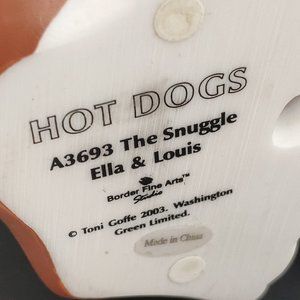 HOT DOGS
A3693 The Snuggle
Ella & Louis
Border Fine Arts™
Studio
© Toni Goffe 2003. Washington
Green Limited.
Made in China